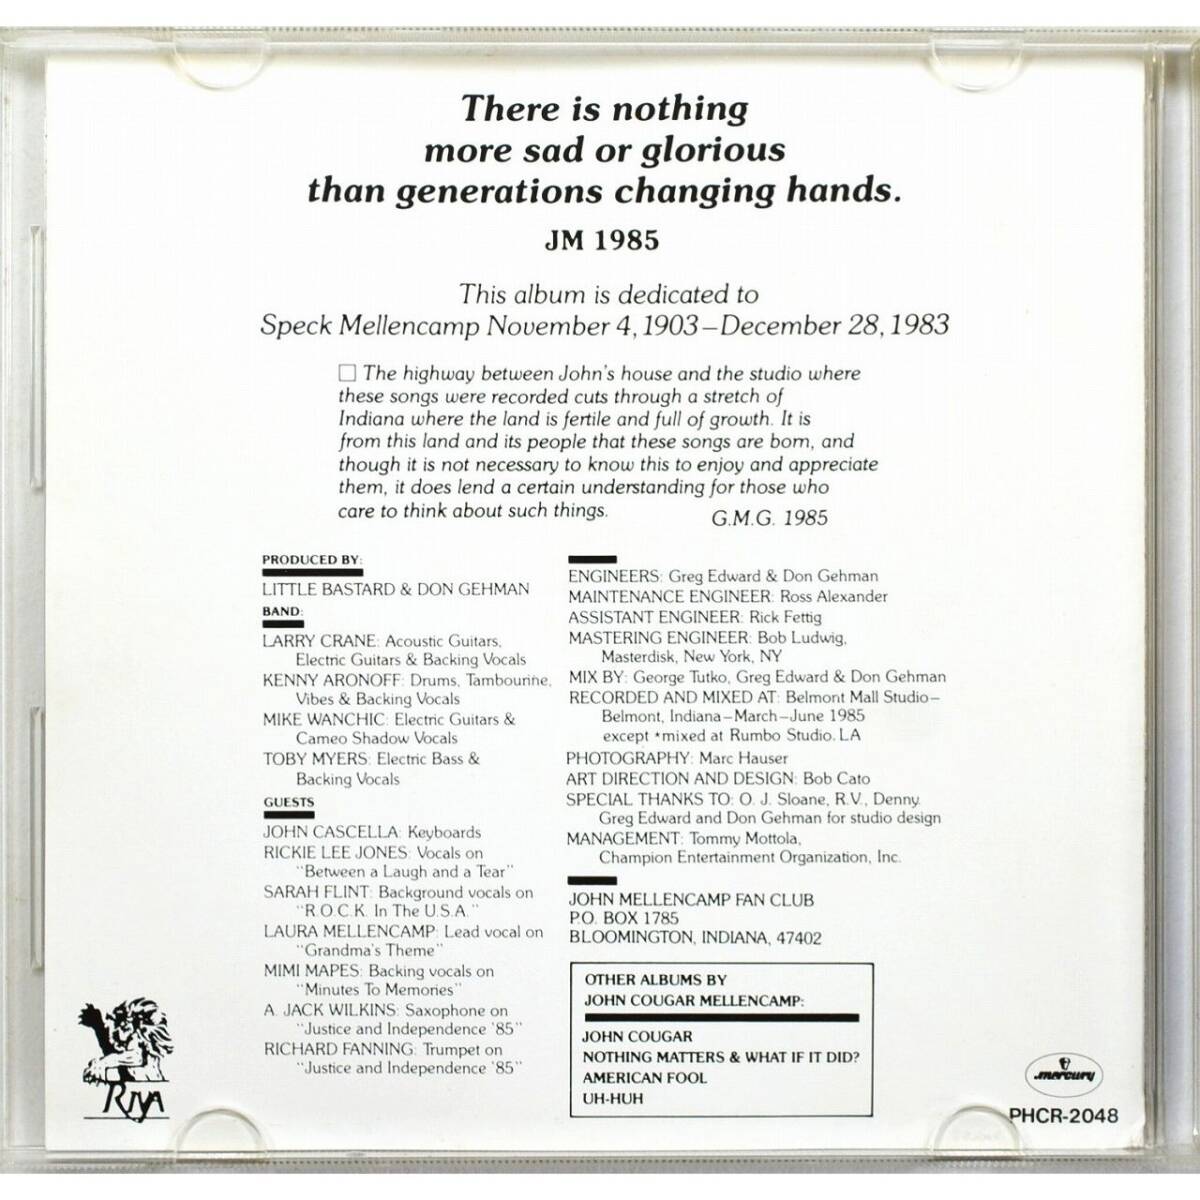 There is nothing
more sad or glorious
than generations changing hands.
JM 1985
This album is dedicated to
Speck Mellencamp November 4, 1903–December 28, 1983
□ The highway between John's house and the studio where
these songs were recorded cuts through a stretch of
Indiana where the land is fertile and full of growth. It is
from this land and its people that these songs are born, and
though it is not necessary to know this to enjoy and appreciate
them, it does lend a certain understanding for those who
care to think about such things.
G.M.G. 1985
PRODUCED BY:
LITTLE BASTARD & DON GEHMAN
BAND:
LARRY CRANE: Acoustic Guitars,
Electric Guitars & Backing Vocals
KENNY ARONOFF: Drums, Tambourine,
Vibes & Backing Vocals
MIKE WANCHIC: Electric Guitars &
Cameo Shadow Vocals
TOBY MYERS: Electric Bass &
Backing Vocals
GUESTS
JOHN CASCELLA: Keyboards
RICKIE LEE JONES: Vocals on
"Between a Laugh and a Tear"
SARAH FLINT: Background vocals on
"R.O.C.K. In The U.S.A."
LAURA MELLENCAMP: Lead vocal on
"Grandma's Theme"
MIMI MAPES: Backing vocals on
"Minutes To Memories"
A. JACK WILKINS: Saxophone on
"Justice and Independence '85"
RICHARD FANNING: Trumpet on
"Justice and Independence '85"
ENGINEERS: Greg Edward & Don Gehman
MAINTENANCE ENGINEER: Ross Alexander
ASSISTANT ENGINEER: Rick Fettig
MASTERING ENGINEER: Bob Ludwig,
Masterdisk, New York, NY
MIX BY: George Tutko, Greg Edward & Don Gehman
RECORDED AND MIXED AT: Belmont Mall Studio–
Belmont, Indiana–March–June 1985
except *mixed at Rumbo Studio, LA
PHOTOGRAPHY: Marc Hauser
ART DIRECTION AND DESIGN: Bob Cato
SPECIAL THANKS TO: O. J. Sloane, R.V., Denny,
Greg Edward and Don Gehman for studio design
MANAGEMENT: Tommy Mottola,
Champion Entertainment Organization, Inc.
JOHN MELLENCAMP FAN CLUB
P.O. BOX 1785
BLOOMINGTON, INDIANA, 47402
OTHER ALBUMS BY
JOHN COUGAR MELLENCAMP:
JOHN COUGAR
NOTHING MATTERS & WHAT IF IT DID?
AMERICAN FOOL
UH-HUH
RIVA
mercury
PHCR-2048